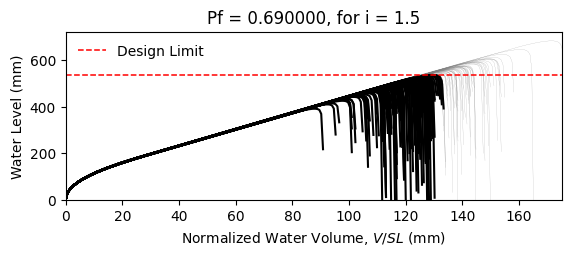 Pf = 0.690000, for i = 1.5
Design Limit
Water Level (mm)
600
400
200
0
0 20 40 60 80 100 120 140 160
Normalized Water Volume, V/SL (mm)